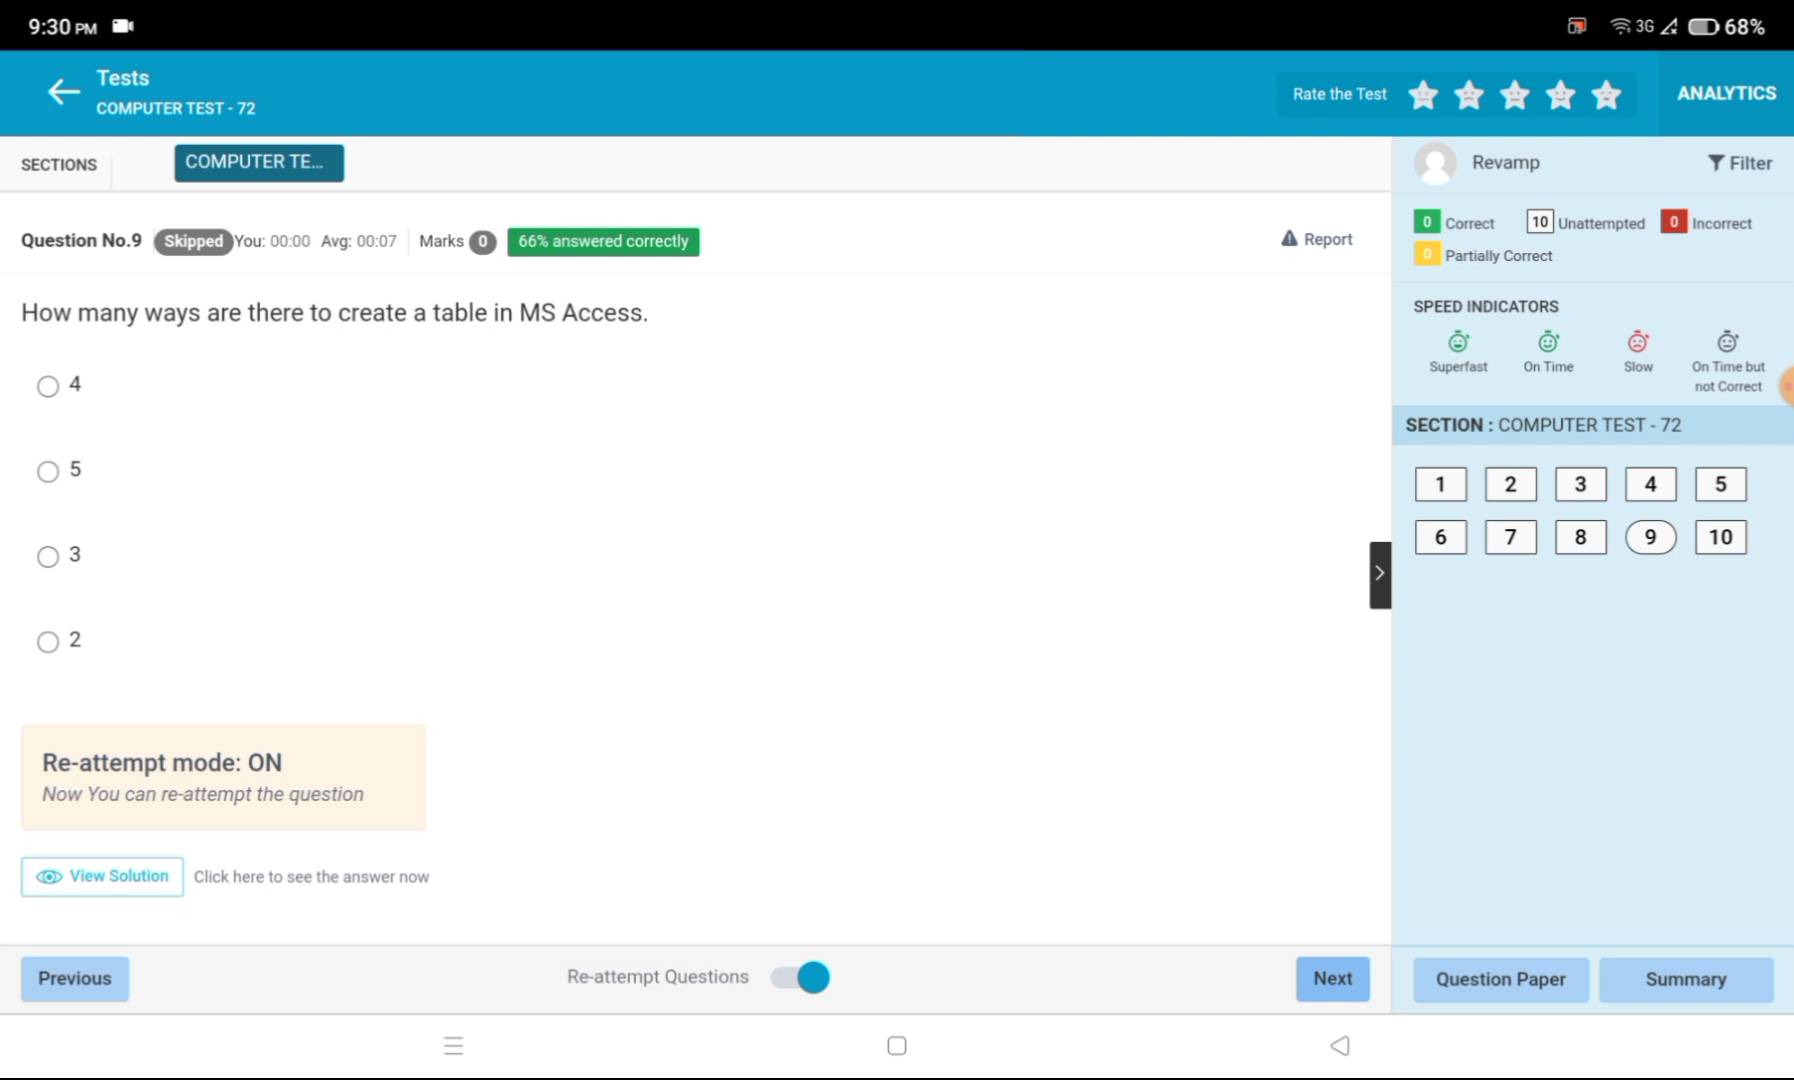 9:30 PM
3G
68%
Tests
COMPUTER TEST - 72
Rate the Test
ANALYTICS
SECTIONS
COMPUTER TE...
Revamp
Filter
0 Correct
10 Unattempted
0 Incorrect
0 Partially Correct
Question No.9 Skipped You: 00:00 Avg: 00:07 Marks 0 66% answered correctly
Report
How many ways are there to create a table in MS Access.
4
5
3
2
SPEED INDICATORS
Superfast
On Time
Slow
On Time but
not Correct
SECTION : COMPUTER TEST - 72
1 2 3 4 5
6 7 8 9 10
Re-attempt mode: ON
Now You can re-attempt the question
View Solution Click here to see the answer now
Previous
Re-attempt Questions
Next
Question Paper
Summary